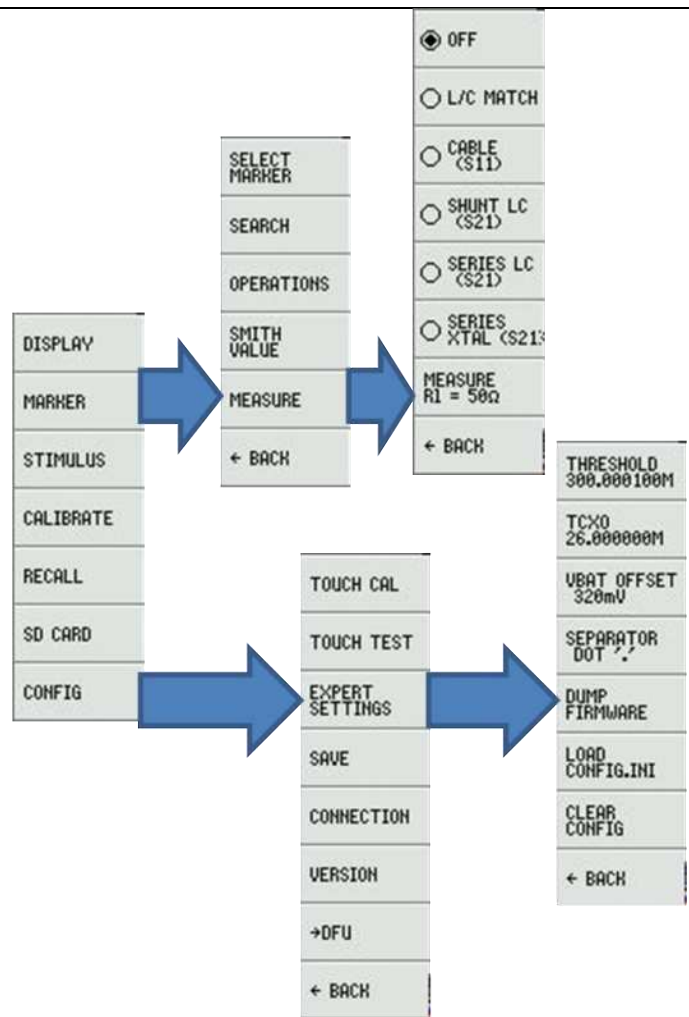 DISPLAY
MARKER
STIMULUS
CALIBRATE
RECALL
SD CARD
CONFIG
SELECT
MARKER
SEARCH
OPERATIONS
SMITH
VALUE
MEASURE
← BACK
OFF
L/C MATCH
CABLE
(S11)
SHUNT LC
(S21)
SERIES LC
(S21)
SERIES
XTAL (S21)
MEASURE
Rl = 50Ω
← BACK
TOUCH CAL
TOUCH TEST
EXPERT
SETTINGS
SAVE
CONNECTION
VERSION
→DFU
← BACK
THRESHOLD
300.000100M
TCXO
26.000000M
VBAT OFFSET
320mV
SEPARATOR
DOT '.'
DUMP
FIRMWARE
LOAD
CONFIG.INI
CLEAR
CONFIG
← BACK